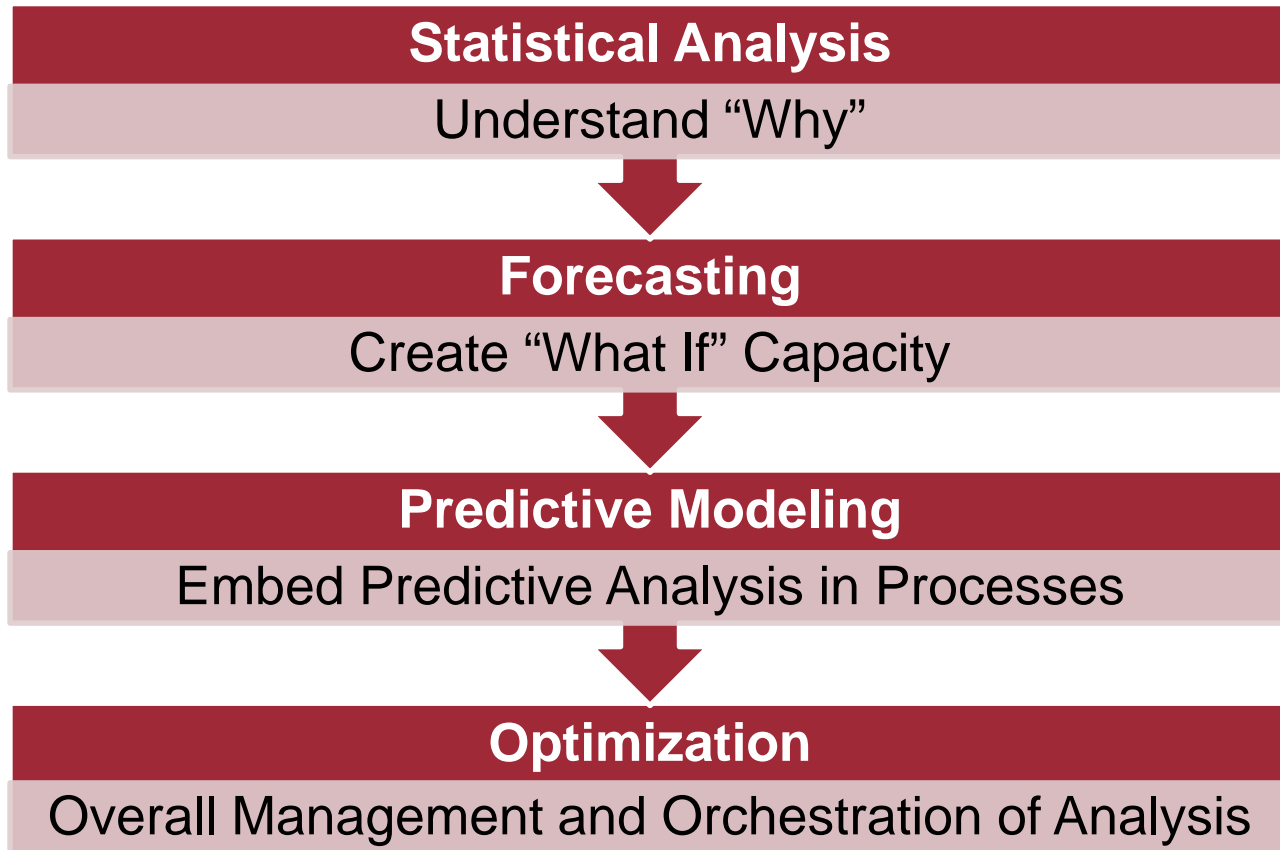 Statistical Analysis
Understand “Why”
Forecasting
Create “What If” Capacity
Predictive Modeling
Embed Predictive Analysis in Processes
Optimization
Overall Management and Orchestration of Analysis